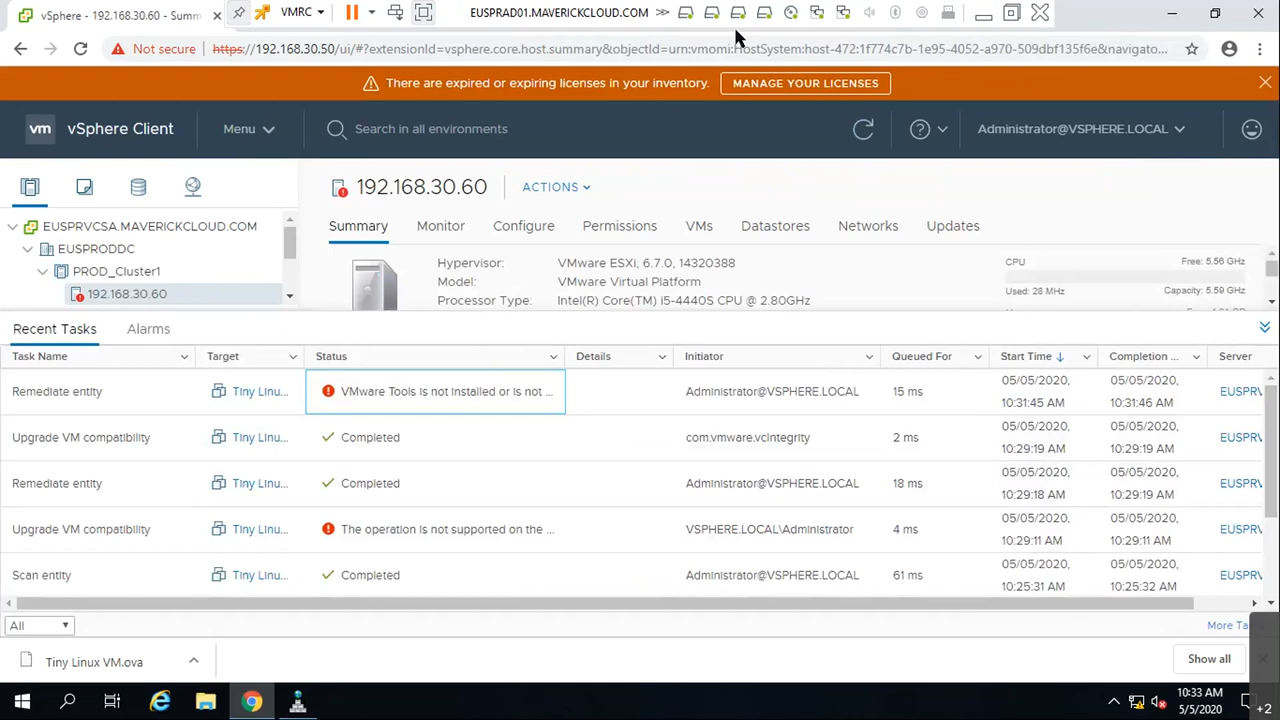 vSphere - 192.168.30.60 - Summ
VMRC
EUSPRAD01.MAVERICKCLOUD.COM
Not secure
https://192.168.30.50/ui/#?extensionId=vsphere.core.host.summary&objectId=urn:vmomi:HostSystem:host-472:1f774c7b-1e95-4052-a970-509dbf135f6e&navigato...
There are expired or expiring licenses in your inventory.
MANAGE YOUR LICENSES
vm
vSphere Client
Menu
Search in all environments
Administrator@VSPHERE.LOCAL
192.168.30.60
ACTIONS
EUSPRVCSA.MAVERICKCLOUD.COM
EUSPRODDC
PROD_Cluster1
192.168.30.60
Summary Monitor Configure Permissions VMs Datastores Networks Updates
Hypervisor: VMware ESXi, 6.7.0, 14320388
Model: VMware Virtual Platform
Processor Type: Intel(R) Core(TM) i5-4440S CPU @ 2.80GHz
CPU Free: 5.56 GHz
Used: 28 MHz Capacity: 5.59 GHz
Recent Tasks Alarms
Task Name Target Status Details Initiator Queued For Start Time Completion ... Server
Remediate entity Tiny Linu... VMware Tools is not installed or is not ... Administrator@VSPHERE.LOCAL 15 ms 05/05/2020, 10:31:45 AM 05/05/2020, 10:31:46 AM EUSPRV
Upgrade VM compatibility Tiny Linu... Completed com.vmware.vcIntegrity 2 ms 05/05/2020, 10:29:19 AM 05/05/2020, 10:29:19 AM EUSPRV
Remediate entity Tiny Linu... Completed Administrator@VSPHERE.LOCAL 18 ms 05/05/2020, 10:29:18 AM 05/05/2020, 10:29:19 AM EUSPRV
Upgrade VM compatibility Tiny Linu... The operation is not supported on the ... VSPHERE.LOCAL\Administrator 4 ms 05/05/2020, 10:29:11 AM 05/05/2020, 10:29:11 AM EUSPRV
Scan entity Tiny Linu... Completed Administrator@VSPHERE.LOCAL 61 ms 05/05/2020, 10:25:31 AM 05/05/2020, 10:25:32 AM EUSPRV
All
More Ta
Tiny Linux VM.ova
Show all
10:33 AM
5/5/2020
+2